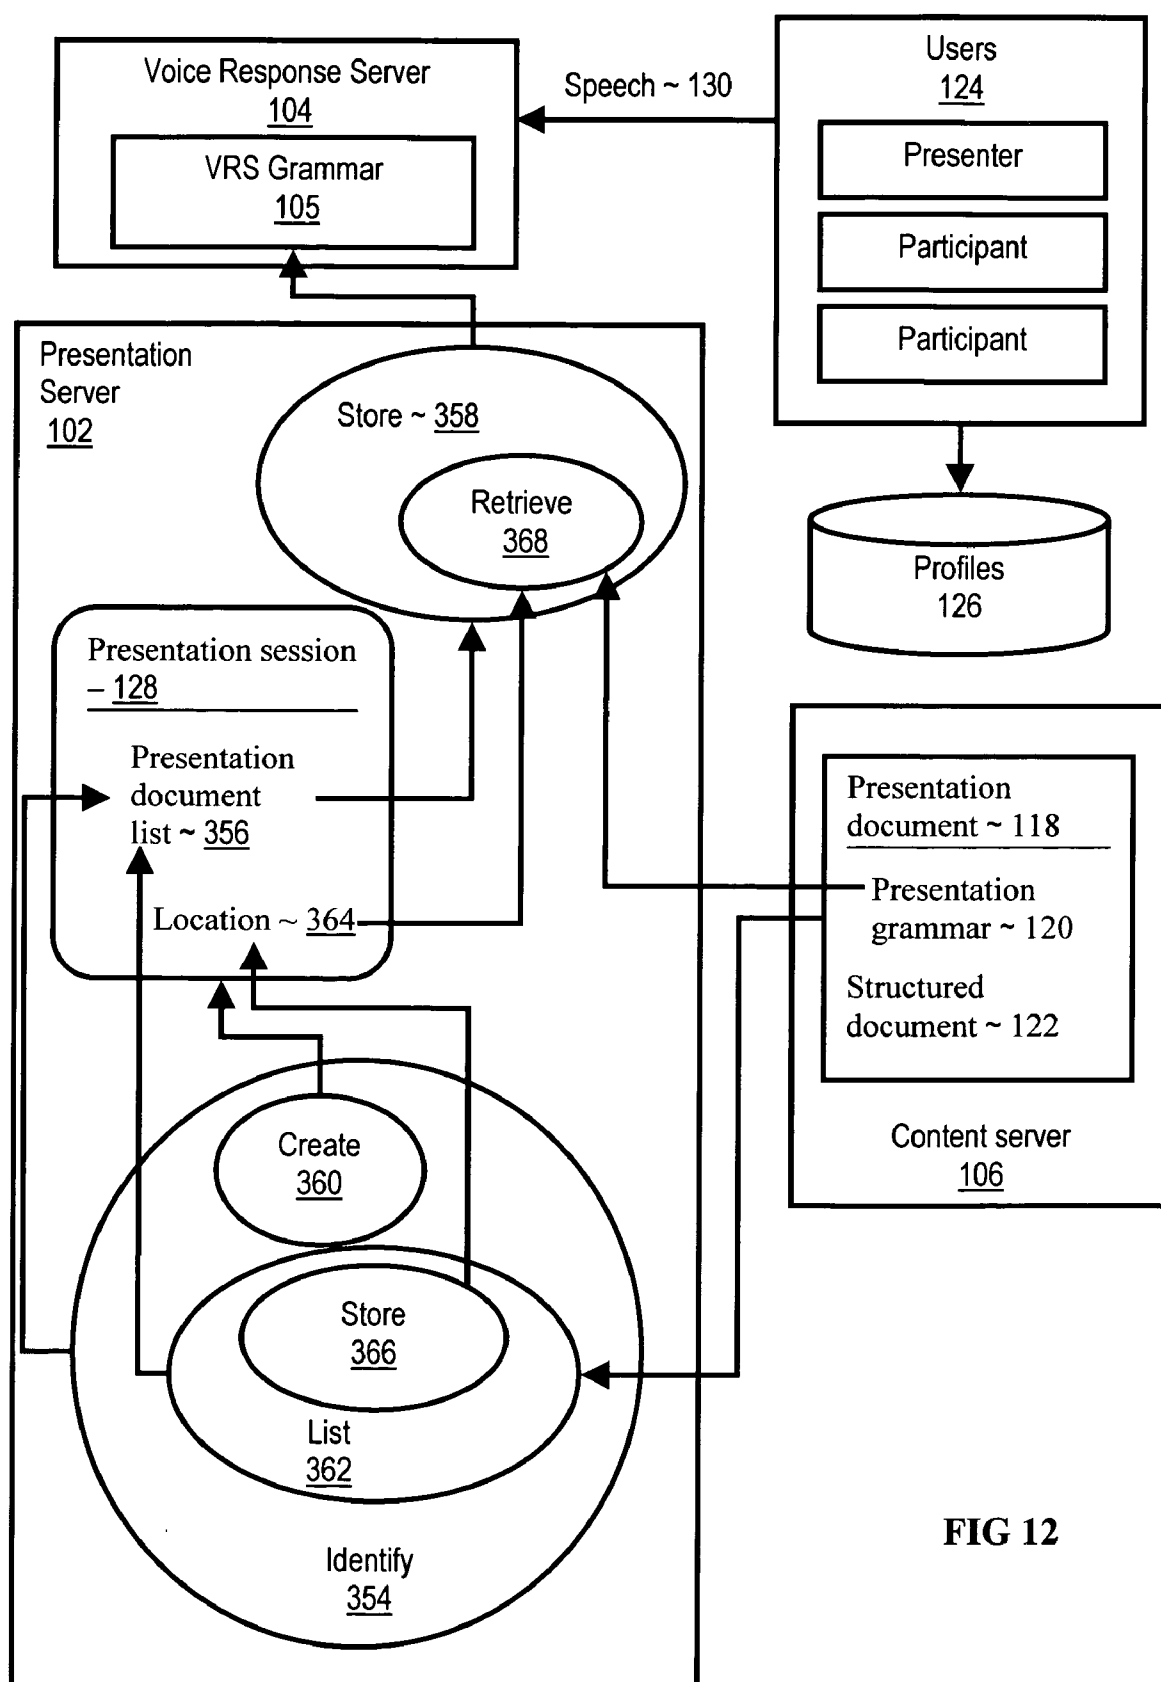 Voice Response Server
104
VRS Grammar
105
Speech ~ 130
Users
124
Presenter
Participant
Participant
Profiles
126
Presentation
Server
102
Store ~ 358
Retrieve
368
Presentation session
– 128
Presentation
document
list ~ 356
Location ~ 364
Presentation
document ~ 118
Presentation
grammar ~ 120
Structured
document ~ 122
Content server
106
Create
360
Store
366
List
362
Identify
354
FIG 12